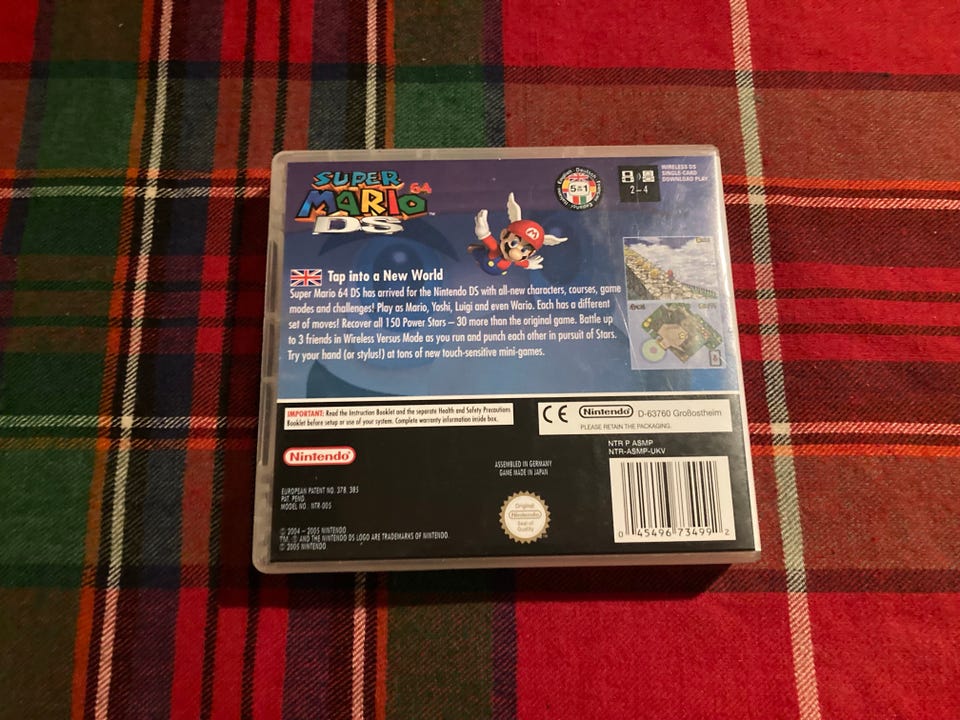 SUPER MARIO 64 DS
5 in 1
2-4
WIRELESS DS
SINGLE-CARD
DOWNLOAD PLAY
Tap into a New World
Super Mario 64 DS has arrived for the Nintendo DS with all-new characters, courses, game
modes and challenges! Play as Mario, Yoshi, Luigi and even Wario. Each has a different
set of moves! Recover all 150 Power Stars – 30 more than the original game. Battle up
to 3 friends in Wireless Versus Mode as you run and punch each other in pursuit of Stars.
Try your hand (or stylus!) at tons of new touch-sensitive mini-games.
IMPORTANT: Read the Instruction Booklet and the separate Health and Safety Precautions
Booklet before setup or use of your system. Complete warranty information inside box.
CE Nintendo D-63760 Großostheim
PLEASE RETAIN THE PACKAGING.
Nintendo
ASSEMBLED IN GERMANY
GAME MADE IN JAPAN
NTR P ASMP
NTR-ASMP-UKV
EUROPEAN PATENT NO. 378, 385
PAT. PEND.
MODEL NO. NTR-005
Original
Nintendo
Seal of
Quality
© 2004 – 2005 NINTENDO
TM, ® AND THE NINTENDO DS LOGO ARE TRADEMARKS OF NINTENDO.
© 2005 NINTENDO
0 45496 73499 2